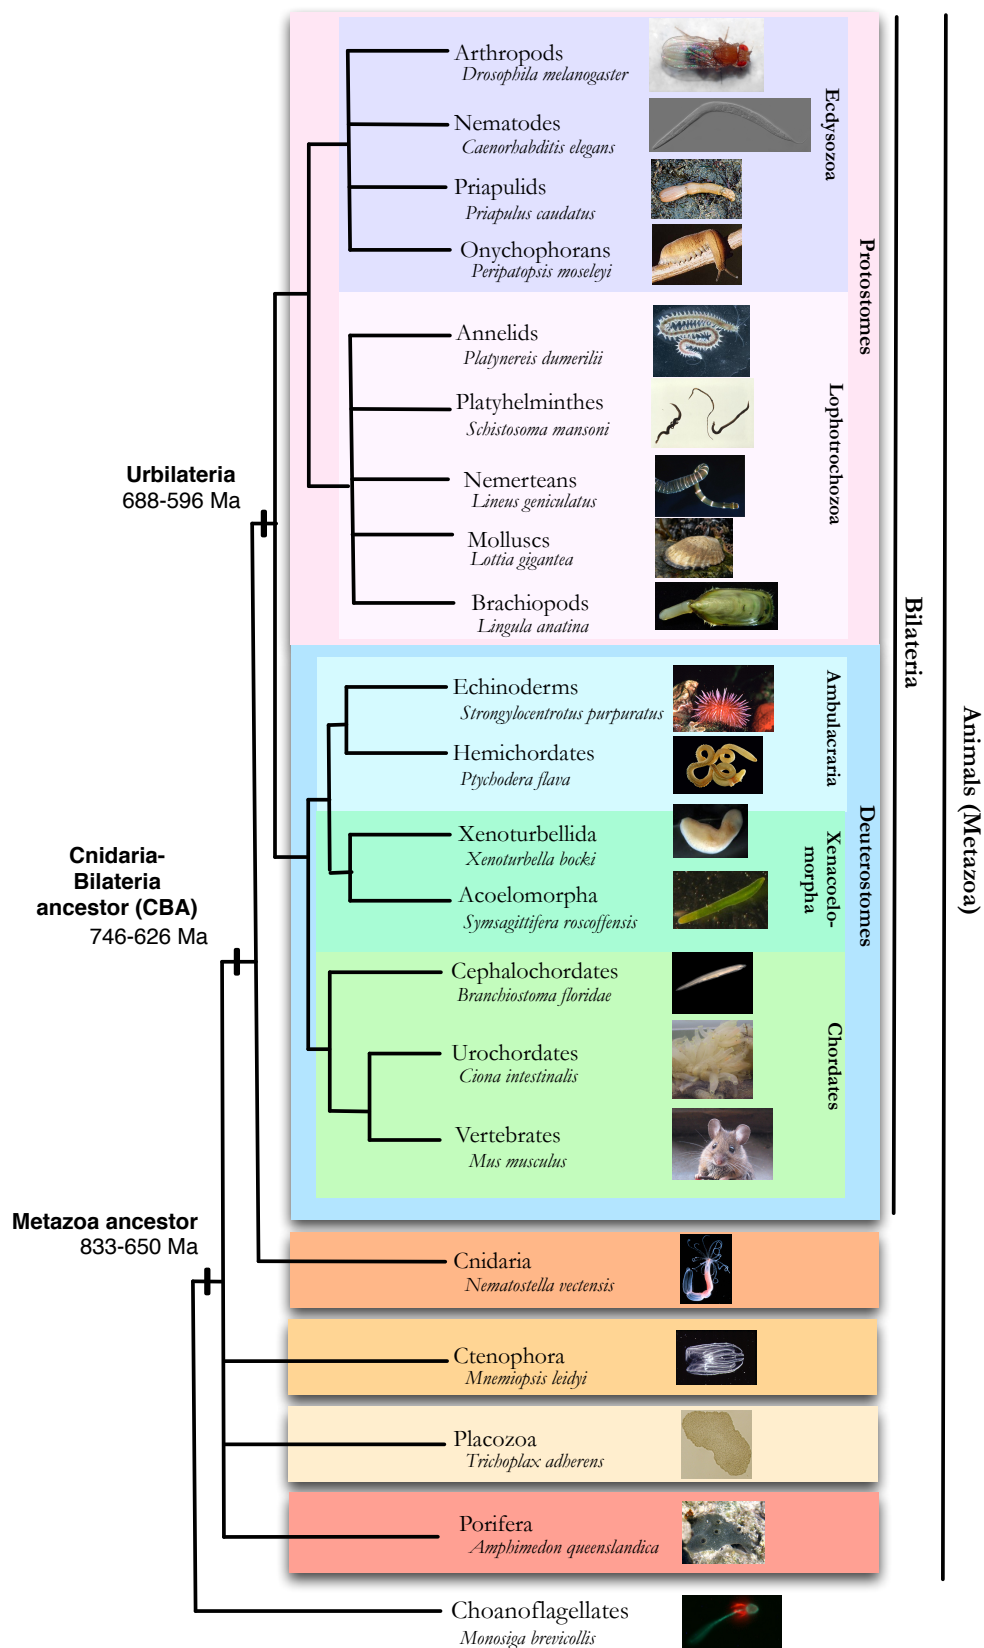 Arthropods
Drosophila melanogaster
Nematodes
Caenorhabditis elegans
Priapulids
Priapulus caudatus
Onychophorans
Peripatopsis moseleyi
Ecdysozoa
Annelids
Platynereis dumerilii
Platyhelminthes
Schistosoma mansoni
Nemerteans
Lineus geniculatus
Molluscs
Lottia gigantea
Brachiopods
Lingula anatina
Lophotrochozoa
Protostomes
Urbilateria
688-596 Ma
Echinoderms
Strongylocentrotus purpuratus
Hemichordates
Ptychodera flava
Ambulacraria
Xenoturbellida
Xenoturbella bocki
Acoelomorpha
Symsagittifera roscoffensis
Xenacoelo-
morpha
Cephalochordates
Branchiostoma floridae
Urochordates
Ciona intestinalis
Vertebrates
Mus musculus
Chordates
Deuterostomes
Bilateria
Animals (Metazoa)
Cnidaria-
Bilateria
ancestor (CBA)
746-626 Ma
Metazoa ancestor
833-650 Ma
Cnidaria
Nematostella vectensis
Ctenophora
Mnemiopsis leidyi
Placozoa
Trichoplax adherens
Porifera
Amphimedon queenslandica
Choanoflagellates
Monosiga brevicollis